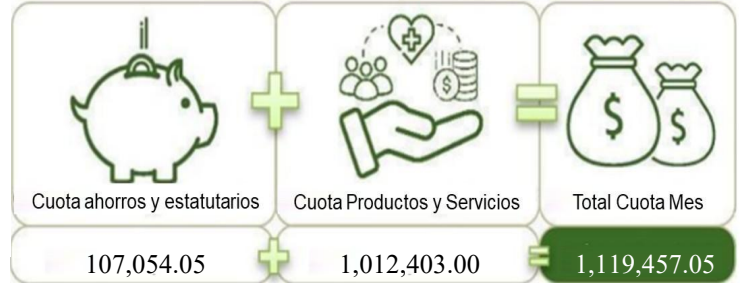 Cuota ahorros y estatutarios
+
Cuota Productos y Servicios
=
Total Cuota Mes
107,054.05 + 1,012,403.00 = 1,119,457.05